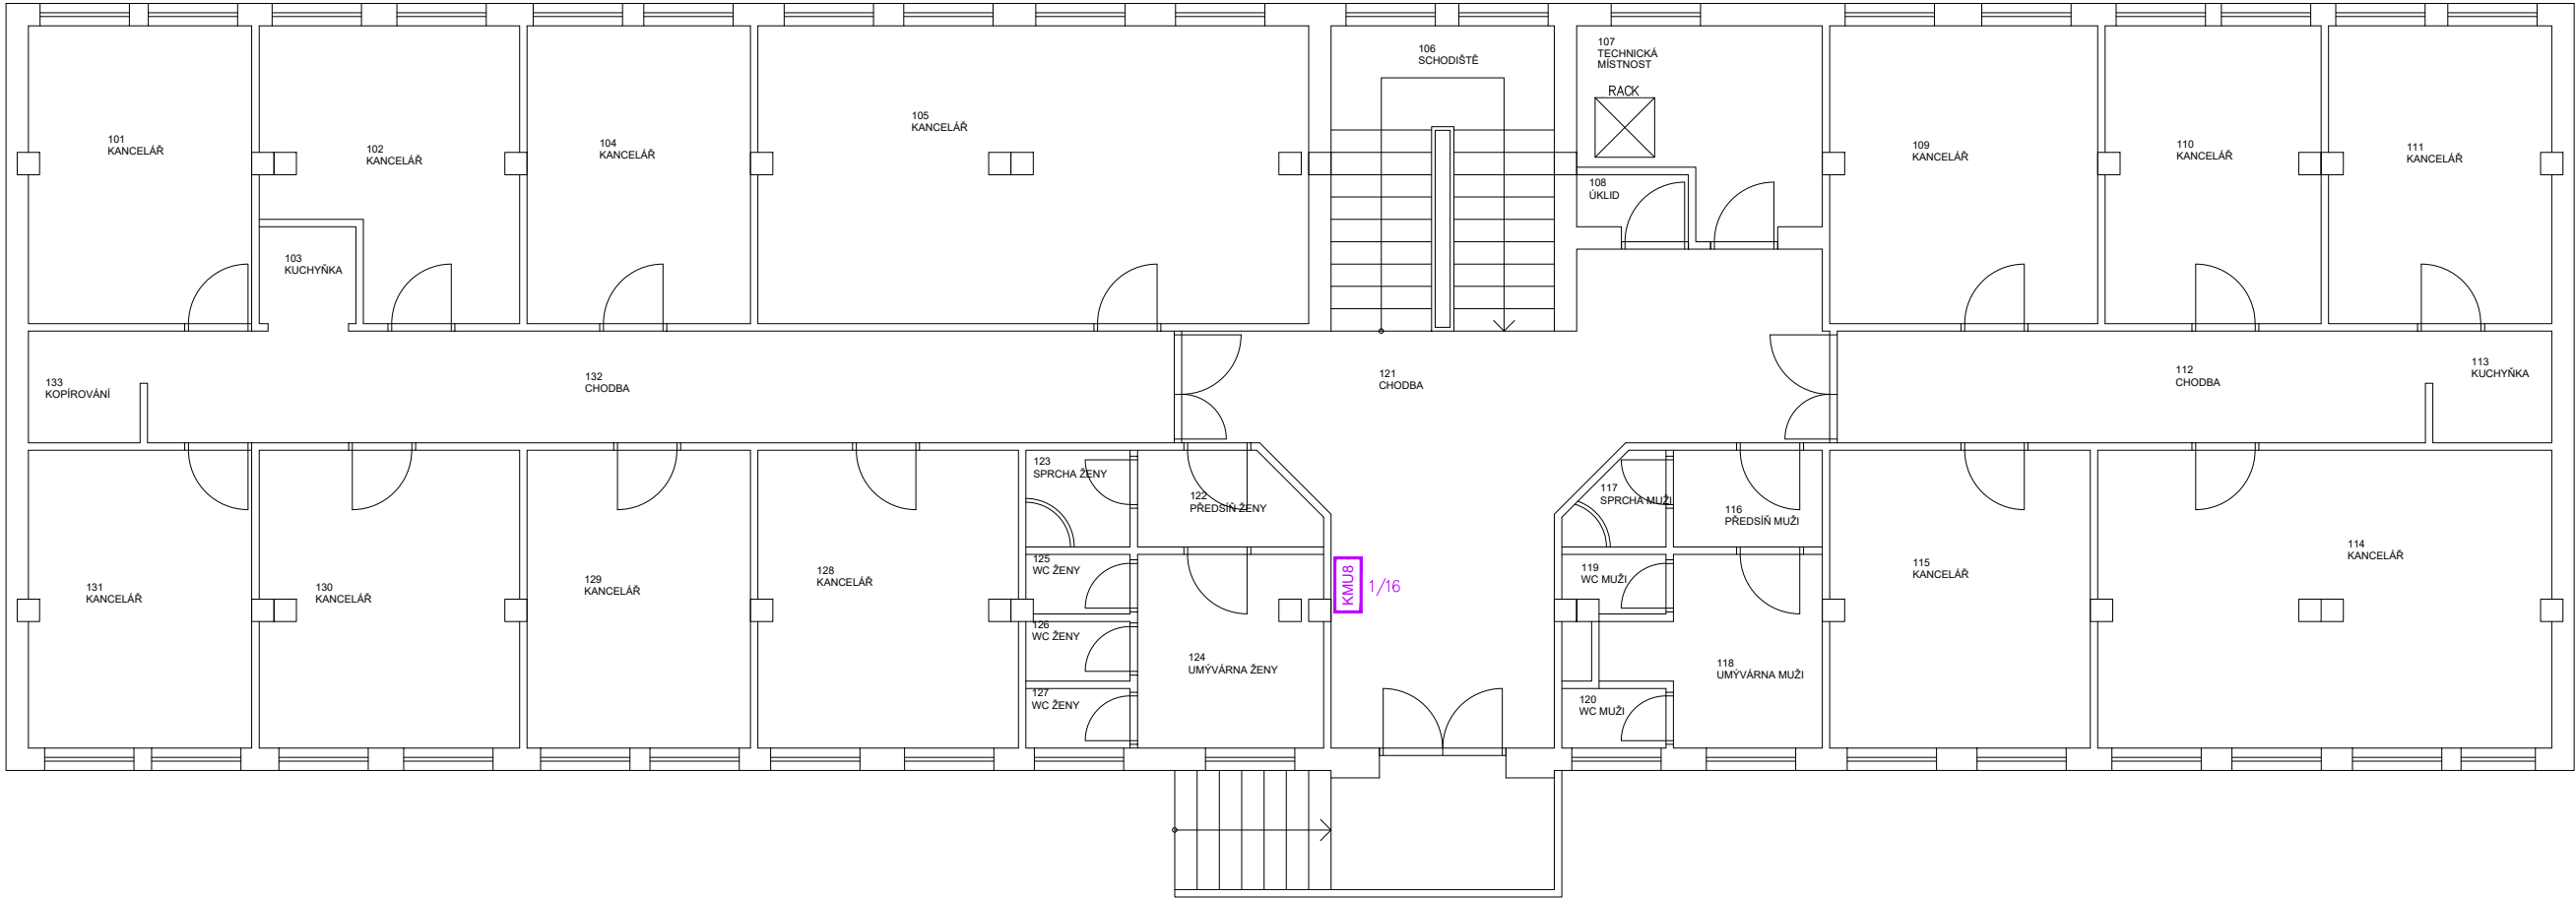 101
KANCELÁŘ
102
KANCELÁŘ
103
KUCHYŇKA
104
KANCELÁŘ
105
KANCELÁŘ
106
SCHODIŠTĚ
107
TECHNICKÁ
MÍSTNOST
RACK
108
ÚKLID
109
KANCELÁŘ
110
KANCELÁŘ
111
KANCELÁŘ
133
KOPÍROVÁNÍ
132
CHODBA
121
CHODBA
112
CHODBA
113
KUCHYŇKA
131
KANCELÁŘ
130
KANCELÁŘ
129
KANCELÁŘ
128
KANCELÁŘ
123
SPRCHA ŽENY
122
PŘEDSÍŇ ŽENY
125
WC ŽENY
126
WC ŽENY
127
WC ŽENY
124
UMÝVÁRNA ŽENY
KMU8
1/16
117
SPRCHA MUŽI
116
PŘEDSÍŇ MUŽI
119
WC MUŽI
120
WC MUŽI
118
UMÝVÁRNA MUŽI
115
KANCELÁŘ
114
KANCELÁŘ